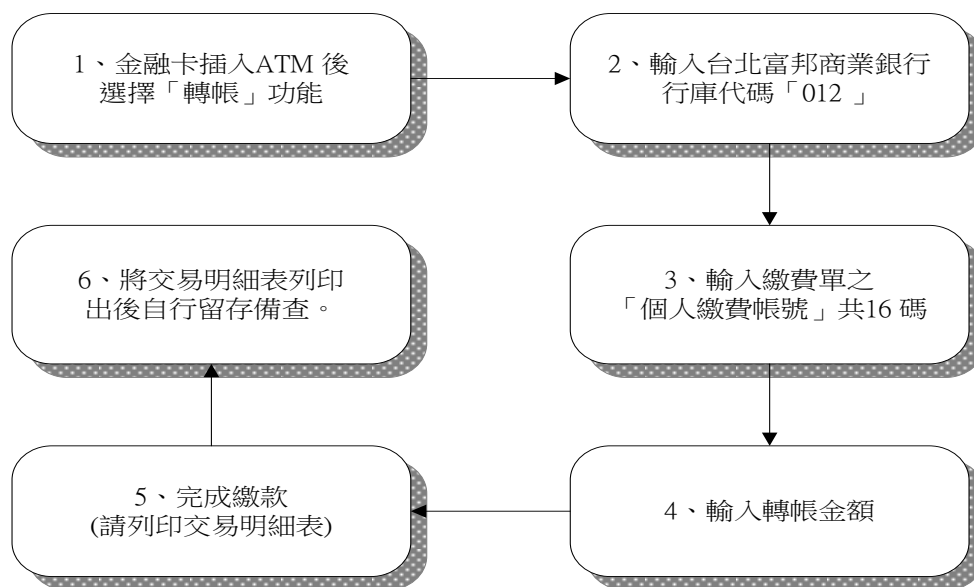 1、金融卡插入ATM 後
選擇「轉帳」功能
2、輸入台北富邦商業銀行
行庫代碼「012 」
3、輸入繳費單之
「個人繳費帳號」共16 碼
4、輸入轉帳金額
5、完成繳款
(請列印交易明細表)
6、將交易明細表列印
出後自行留存備查。